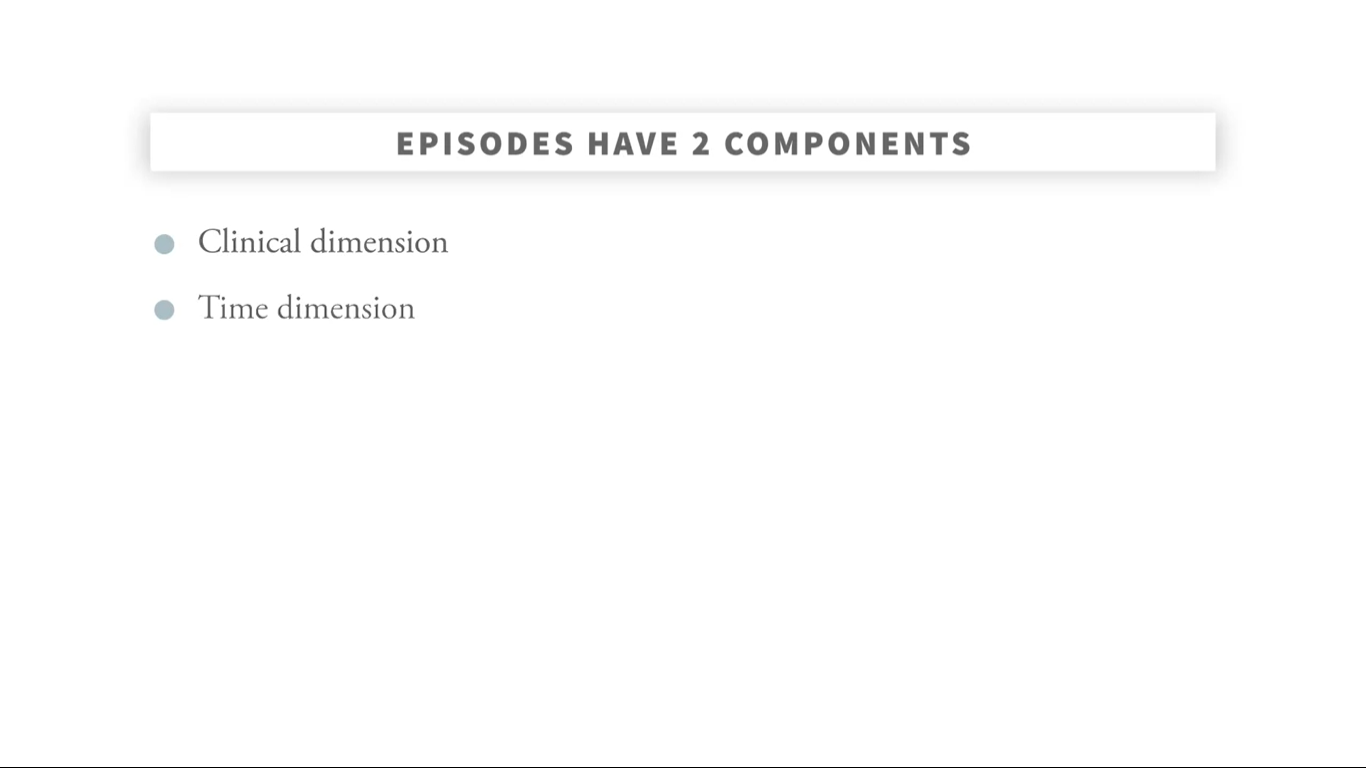 EPISODES HAVE 2 COMPONENTS
Clinical dimension
Time dimension